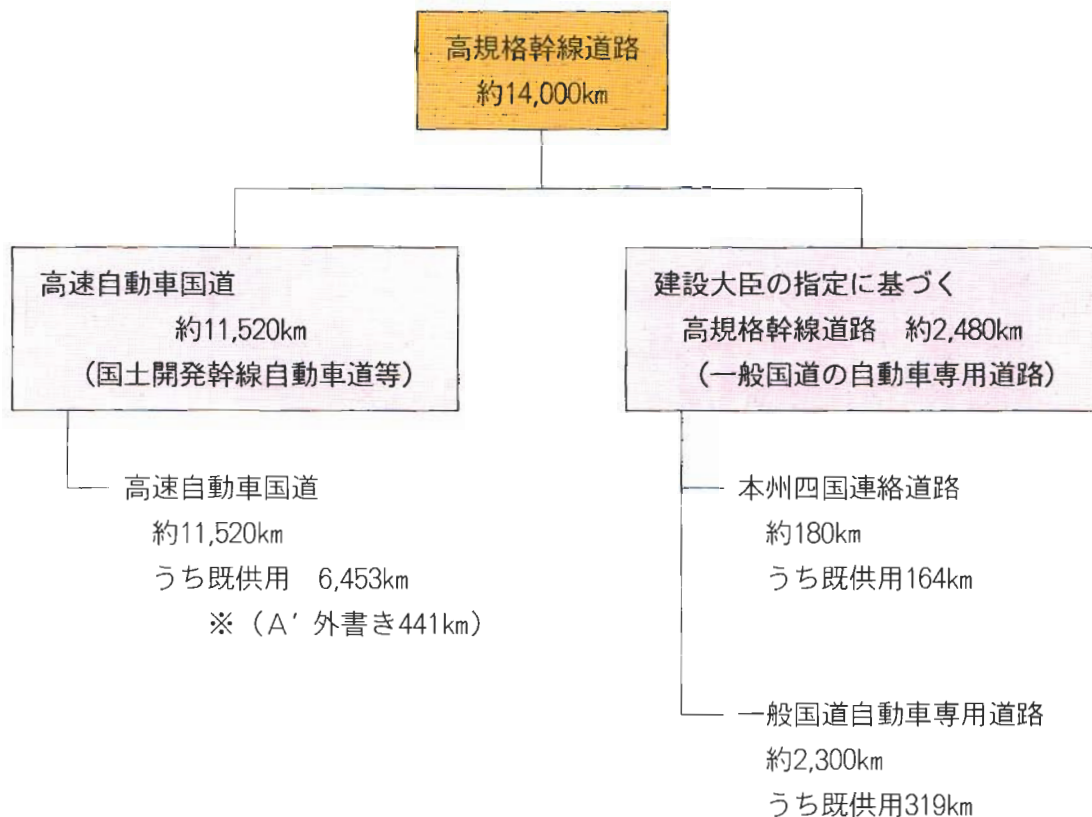 高規格幹線道路
約14,000km
高速自動車国道
約11,520km
(国土開発幹線自動車道等)
建設大臣の指定に基づく
高規格幹線道路 約2,480km
(一般国道の自動車専用道路)
高速自動車国道
約11,520km
うち既供用 6,453km
※(A′外書き441km)
本州四国連絡道路
約180km
うち既供用164km
一般国道自動車専用道路
約2,300km
うち既供用319km